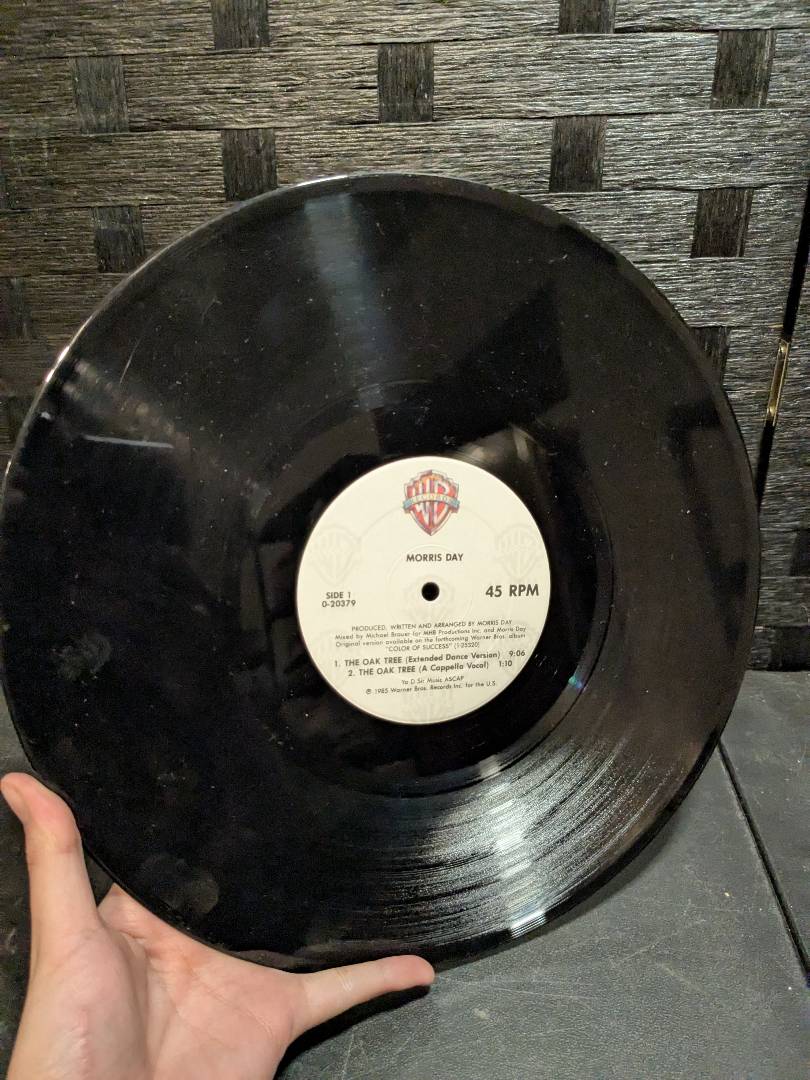 RECORDS
MORRIS DAY
SIDE 1
0-20379
45 RPM
PRODUCED, WRITTEN AND ARRANGED BY MORRIS DAY
Mixed by Michael Brauer for MHB Productions Inc. and Morris Day
Original version available on the forthcoming Warner Bros. album
"COLOR OF SUCCESS" (1-25320)
1. THE OAK TREE (Extended Dance Version) 9:06
2. THE OAK TREE (A Cappella Vocal) 1:10
Ya D Sir Music ASCAP
℗ 1985 Warner Bros. Records Inc. for the U.S.